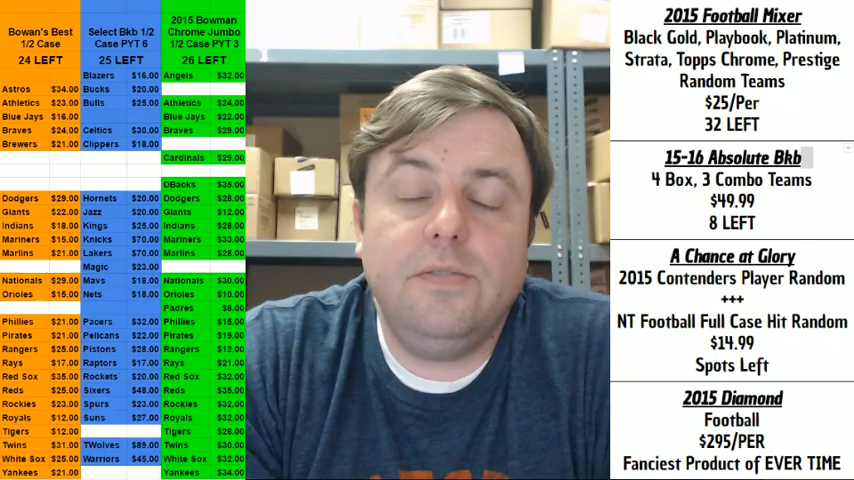 Bowan's Best
1/2 Case
24 LEFT
Astros $34.00
Athletics $23.00
Blue Jays $16.00
Braves $24.00
Brewers $21.00
Dodgers $29.00
Giants $22.00
Indians $18.00
Mariners $15.00
Marlins $21.00
Nationals $29.00
Orioles $15.00
Phillies $21.00
Pirates $21.00
Rangers $25.00
Rays $17.00
Red Sox $35.00
Reds $25.00
Rockies $23.00
Royals $12.00
Tigers $12.00
Twins $31.00
White Sox $25.00
Yankees $21.00
Select Bkb 1/2
Case PYT 6
25 LEFT
Blazers $16.00
Bucks $20.00
Bulls $25.00
Celtics $30.00
Clippers $18.00
Hornets $20.00
Jazz $20.00
Kings $25.00
Knicks $70.00
Lakers $70.00
Magic $23.00
Mavs $18.00
Nets $18.00
Pacers $32.00
Pelicans $22.00
Pistons $28.00
Raptors $17.00
Rockets $20.00
Sixers $48.00
Spurs $23.00
Suns $27.00
TWolves $89.00
Warriors $45.00
2015 Bowman
Chrome Jumbo
1/2 Case PYT 3
26 LEFT
Angels $32.00
Athletics $24.00
Blue Jays $22.00
Braves $29.00
Cardinals $29.00
DBacks $35.00
Dodgers $28.00
Giants $12.00
Indians $28.00
Mariners $33.00
Marlins $28.00
Nationals $30.00
Orioles $10.00
Padres $8.00
Phillies $15.00
Pirates $19.00
Rangers $12.00
Rays $21.00
Red Sox $32.00
Reds $35.00
Rockies $32.00
Royals $32.00
Tigers $26.00
Twins $30.00
White Sox $32.00
Yankees $34.00
2015 Football Mixer
Black Gold, Playbook, Platinum,
Strata, Topps Chrome, Prestige
Random Teams
$25/Per
32 LEFT
15-16 Absolute Bkb
4 Box, 3 Combo Teams
$49.99
8 LEFT
A Chance at Glory
2015 Contenders Player Random
+++
NT Football Full Case Hit Random
$14.99
Spots Left
2015 Diamond
Football
$295/PER
Fanciest Product of EVER TIME